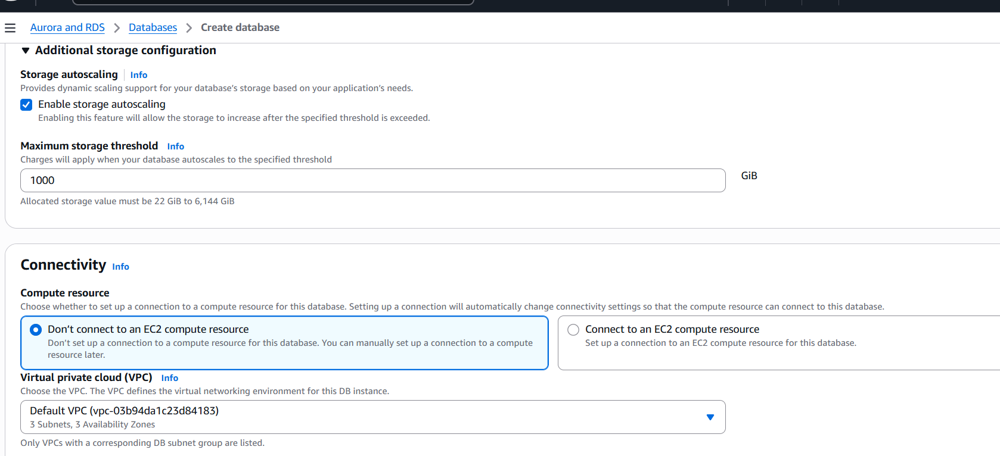 Aurora and RDS > Databases > Create database
Additional storage configuration
Storage autoscaling Info
Provides dynamic scaling support for your database's storage based on your application's needs.
Enable storage autoscaling
Enabling this feature will allow the storage to increase after the specified threshold is exceeded.
Maximum storage threshold Info
Charges will apply when your database autoscales to the specified threshold
1000 GiB
Allocated storage value must be 22 GiB to 6,144 GiB
Connectivity Info
Compute resource
Choose whether to set up a connection to a compute resource for this database. Setting up a connection will automatically change connectivity settings so that the compute resource can connect to this database.
Don't connect to an EC2 compute resource
Don't set up a connection to a compute resource for this database. You can manually set up a connection to a compute
resource later.
Connect to an EC2 compute resource
Set up a connection to an EC2 compute resource for this database.
Virtual private cloud (VPC) Info
Choose the VPC. The VPC defines the virtual networking environment for this DB instance.
Default VPC (vpc-03b94da1c23d84183)
3 Subnets, 3 Availability Zones
Only VPCs with a corresponding DB subnet group are listed.